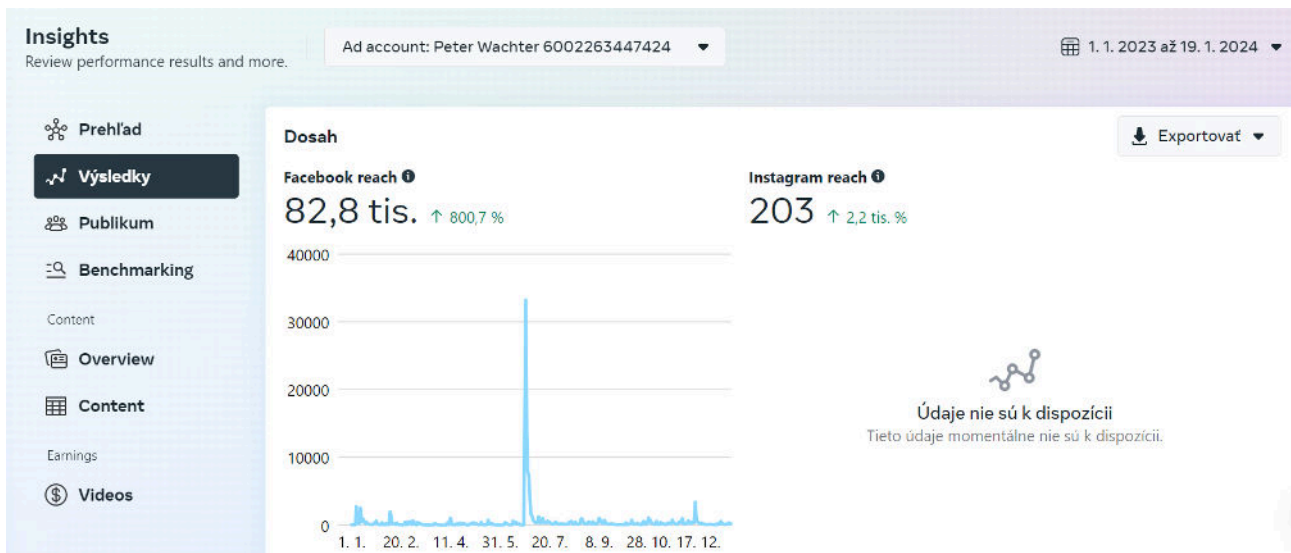 Insights
Review performance results and more.
Ad account: Peter Wachter 6002263447424
1. 1. 2023 až 19. 1. 2024
Prehľad
Výsledky
Publikum
Benchmarking
Content
Overview
Content
Earnings
Videos
Dosah
Exportovať
Facebook reach
82,8 tis. ↑ 800,7 %
Instagram reach
203 ↑ 2,2 tis. %
40000
30000
20000
10000
0
1. 1. 20. 2. 11. 4. 31. 5. 20. 7. 8. 9. 28. 10. 17. 12.
Údaje nie sú k dispozícii
Tieto údaje momentálne nie sú k dispozícii.